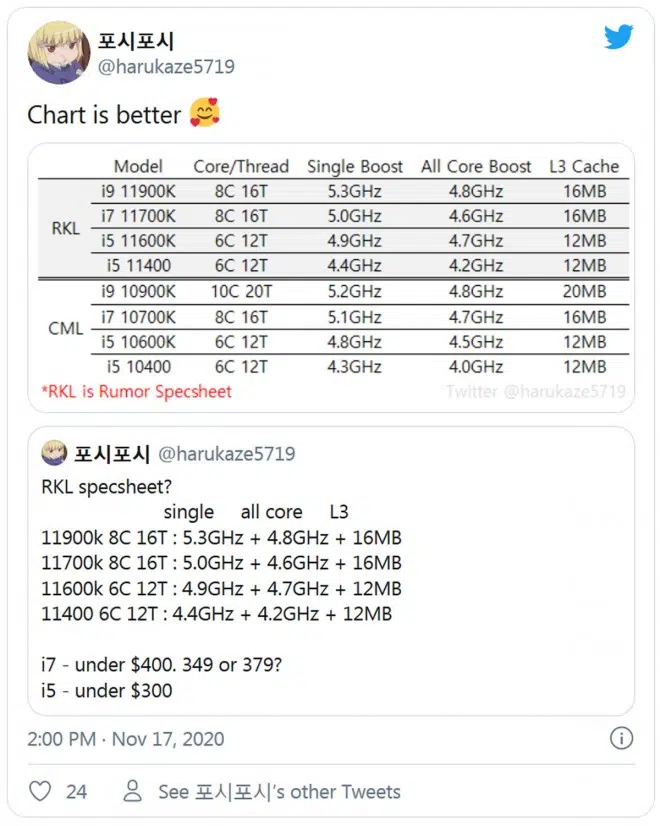 포시포시
@harukaze5719
Chart is better 🥰
Model Core/Thread Single Boost All Core Boost L3 Cache
RKL
i9 11900K 8C 16T 5.3GHz 4.8GHz 16MB
i7 11700K 8C 16T 5.0GHz 4.6GHz 16MB
i5 11600K 6C 12T 4.9GHz 4.7GHz 12MB
i5 11400 6C 12T 4.4GHz 4.2GHz 12MB
CML
i9 10900K 10C 20T 5.2GHz 4.8GHz 20MB
i7 10700K 8C 16T 5.1GHz 4.7GHz 16MB
i5 10600K 6C 12T 4.8GHz 4.5GHz 12MB
i5 10400 6C 12T 4.3GHz 4.0GHz 12MB
*RKL is Rumor Specsheet Twitter @harukaze5719
포시포시 @harukaze5719
RKL specsheet?
single all core L3
11900k 8C 16T : 5.3GHz + 4.8GHz + 16MB
11700k 8C 16T : 5.0GHz + 4.6GHz + 16MB
11600k 6C 12T : 4.9GHz + 4.7GHz + 12MB
11400 6C 12T : 4.4GHz + 4.2GHz + 12MB
i7 - under $400. 349 or 379?
i5 - under $300
2:00 PM · Nov 17, 2020
24 See 포시포시's other Tweets